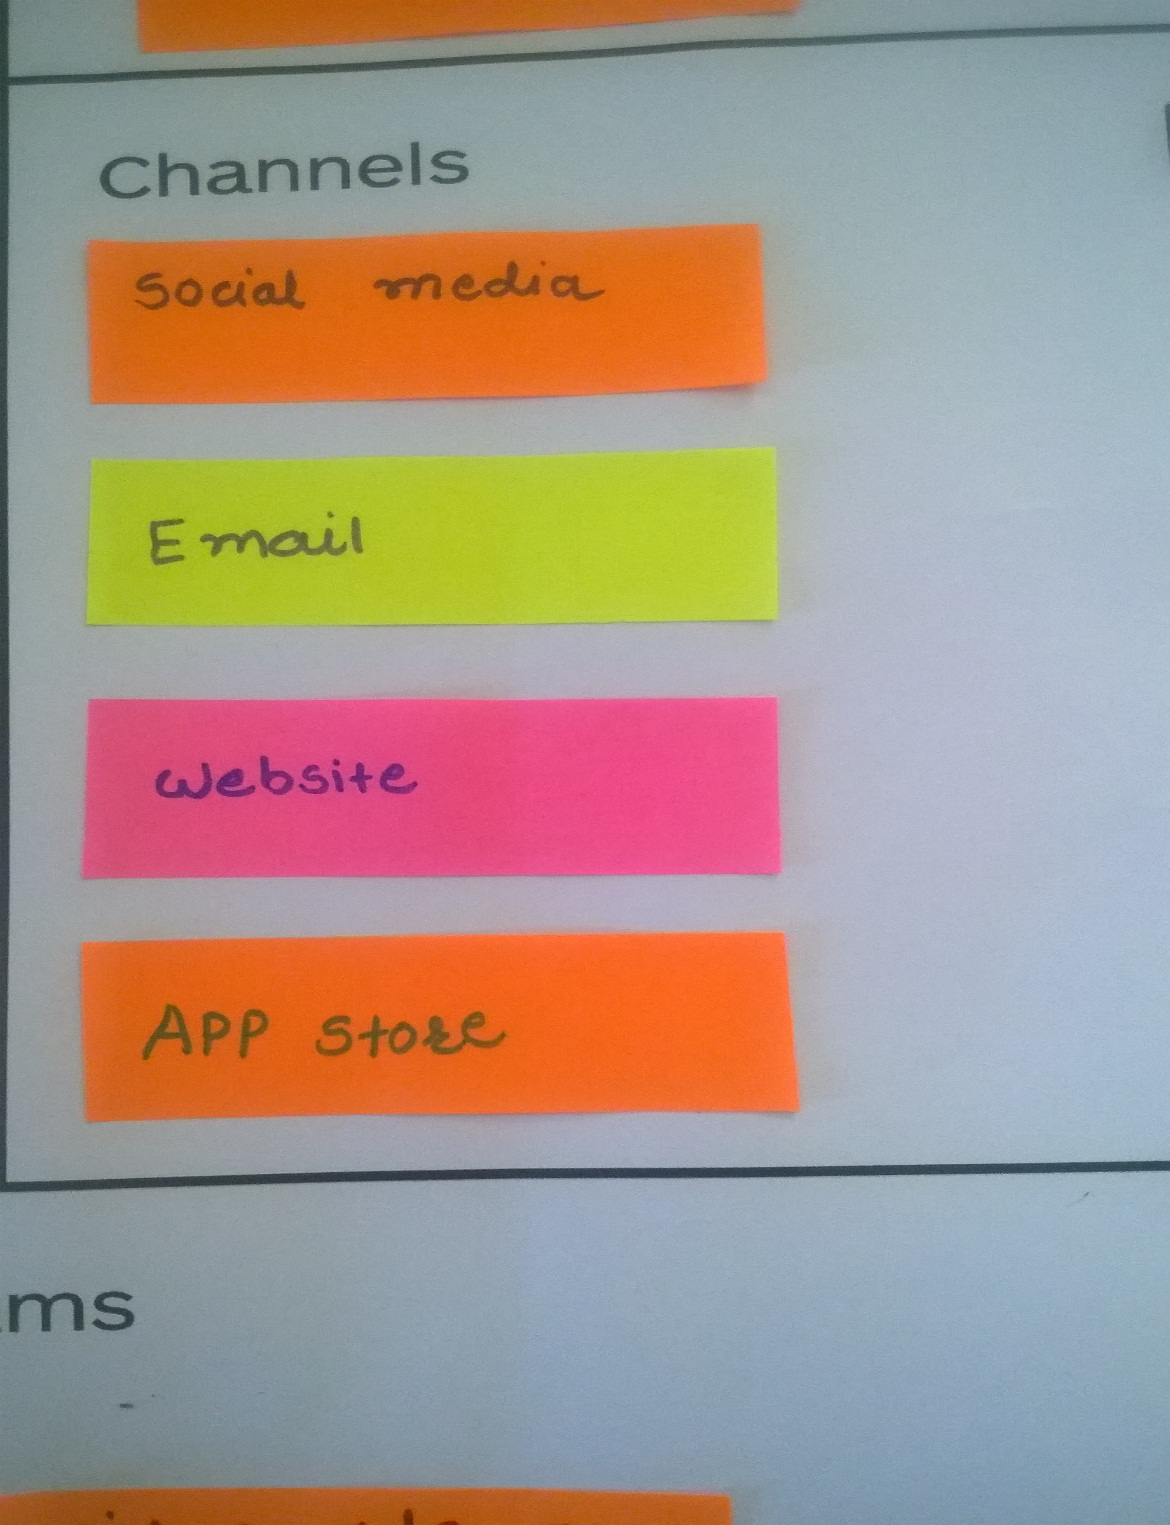 Channels
Social media
Email
Website
APP store
ms